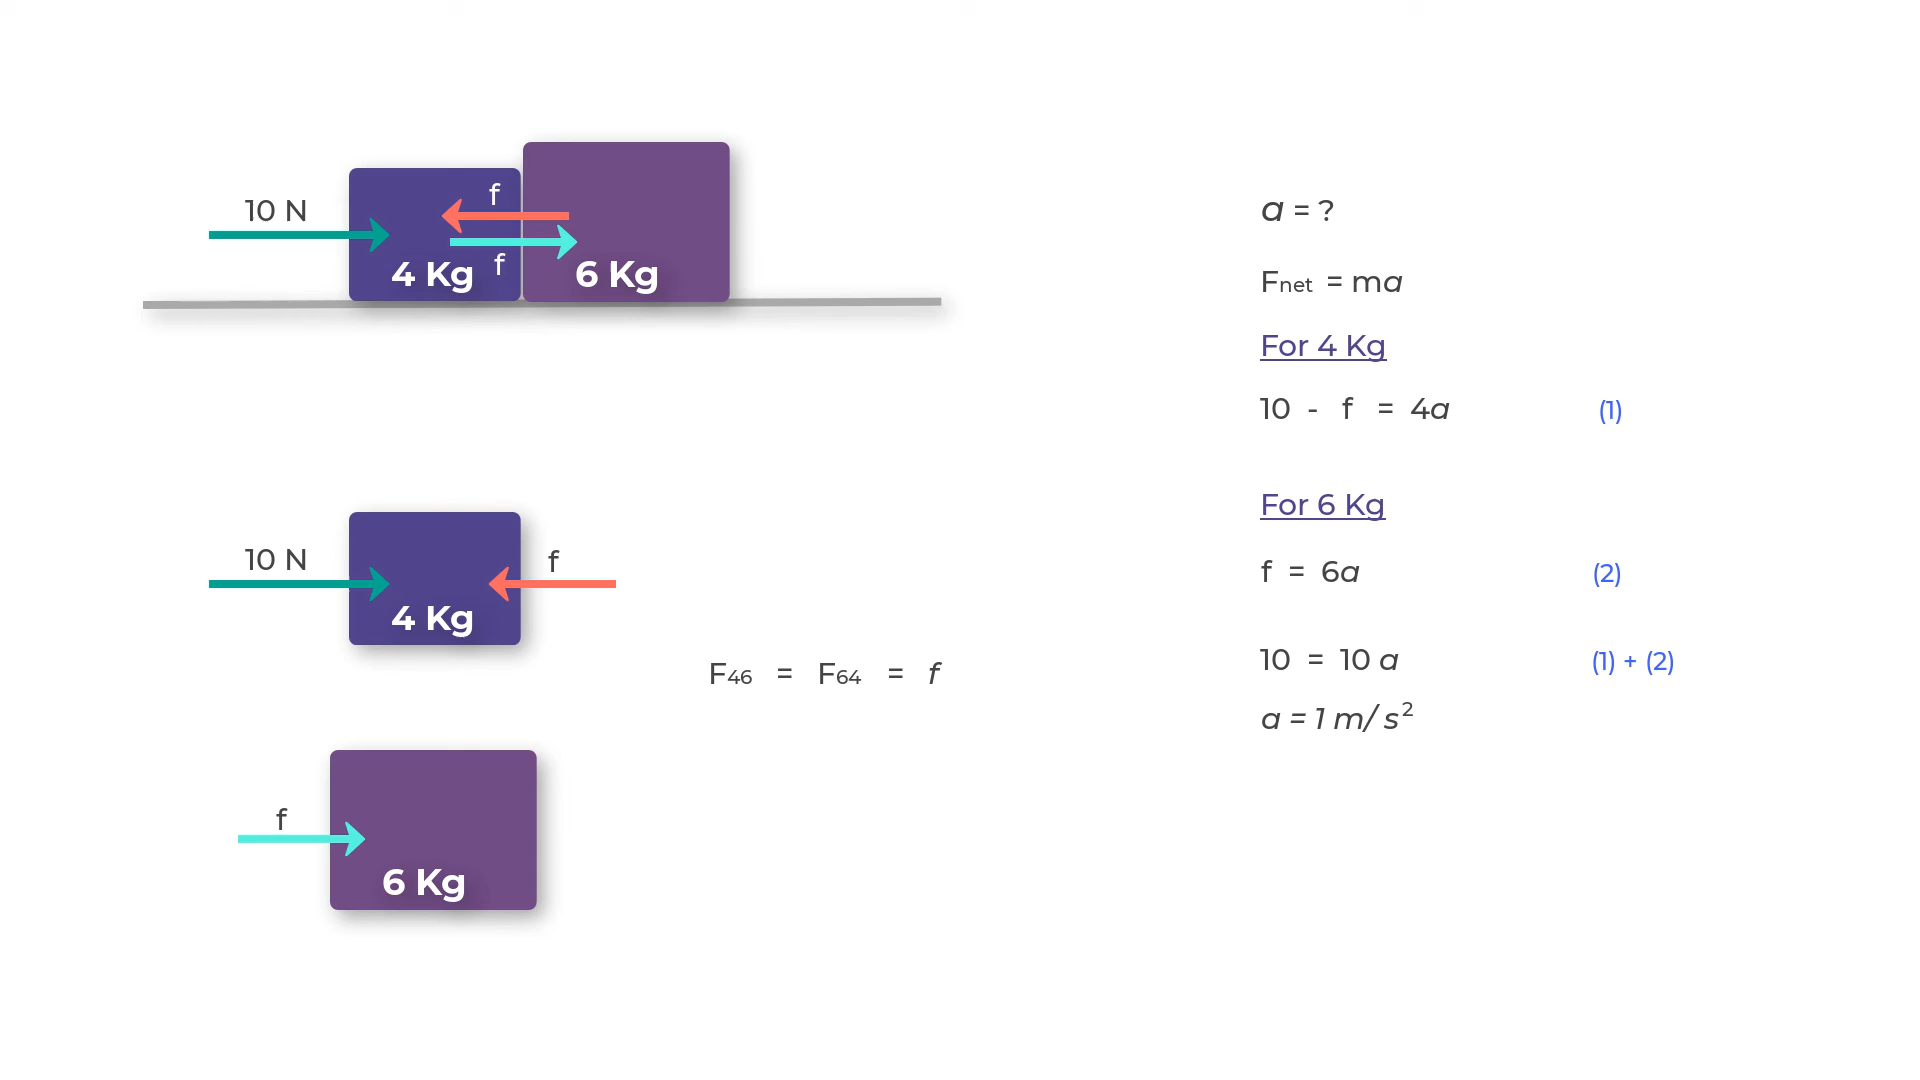 10 N
f
f
4 Kg
6 Kg
10 N
f
4 Kg
F46 = F64 = f
f
6 Kg
a = ?
Fnet = ma
For 4 Kg
10 - f = 4a (1)
For 6 Kg
f = 6a (2)
10 = 10 a (1) + (2)
a = 1 m/ s²